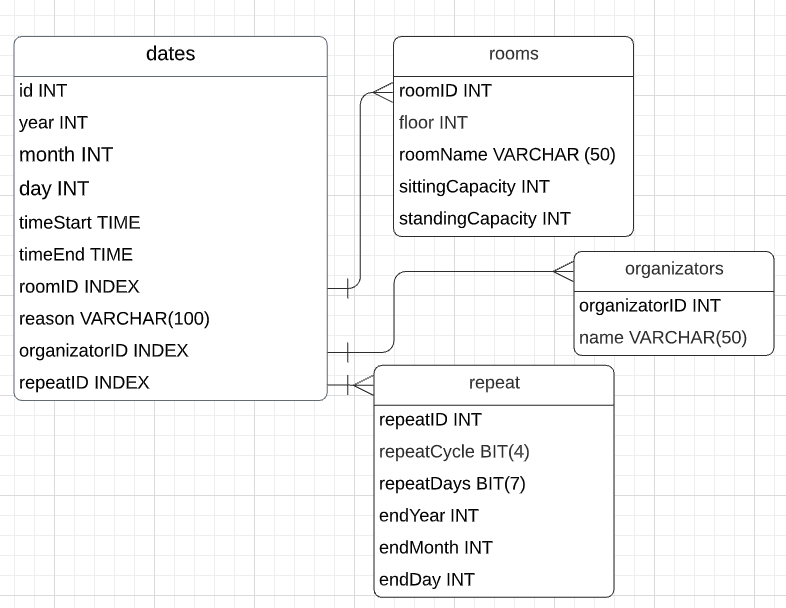 dates
id INT
year INT
month INT
day INT
timeStart TIME
timeEnd TIME
roomID INDEX
reason VARCHAR(100)
organizatorID INDEX
repeatID INDEX
rooms
roomID INT
floor INT
roomName VARCHAR (50)
sittingCapacity INT
standingCapacity INT
organizators
organizatorID INT
name VARCHAR(50)
repeat
repeatID INT
repeatCycle BIT(4)
repeatDays BIT(7)
endYear INT
endMonth INT
endDay INT